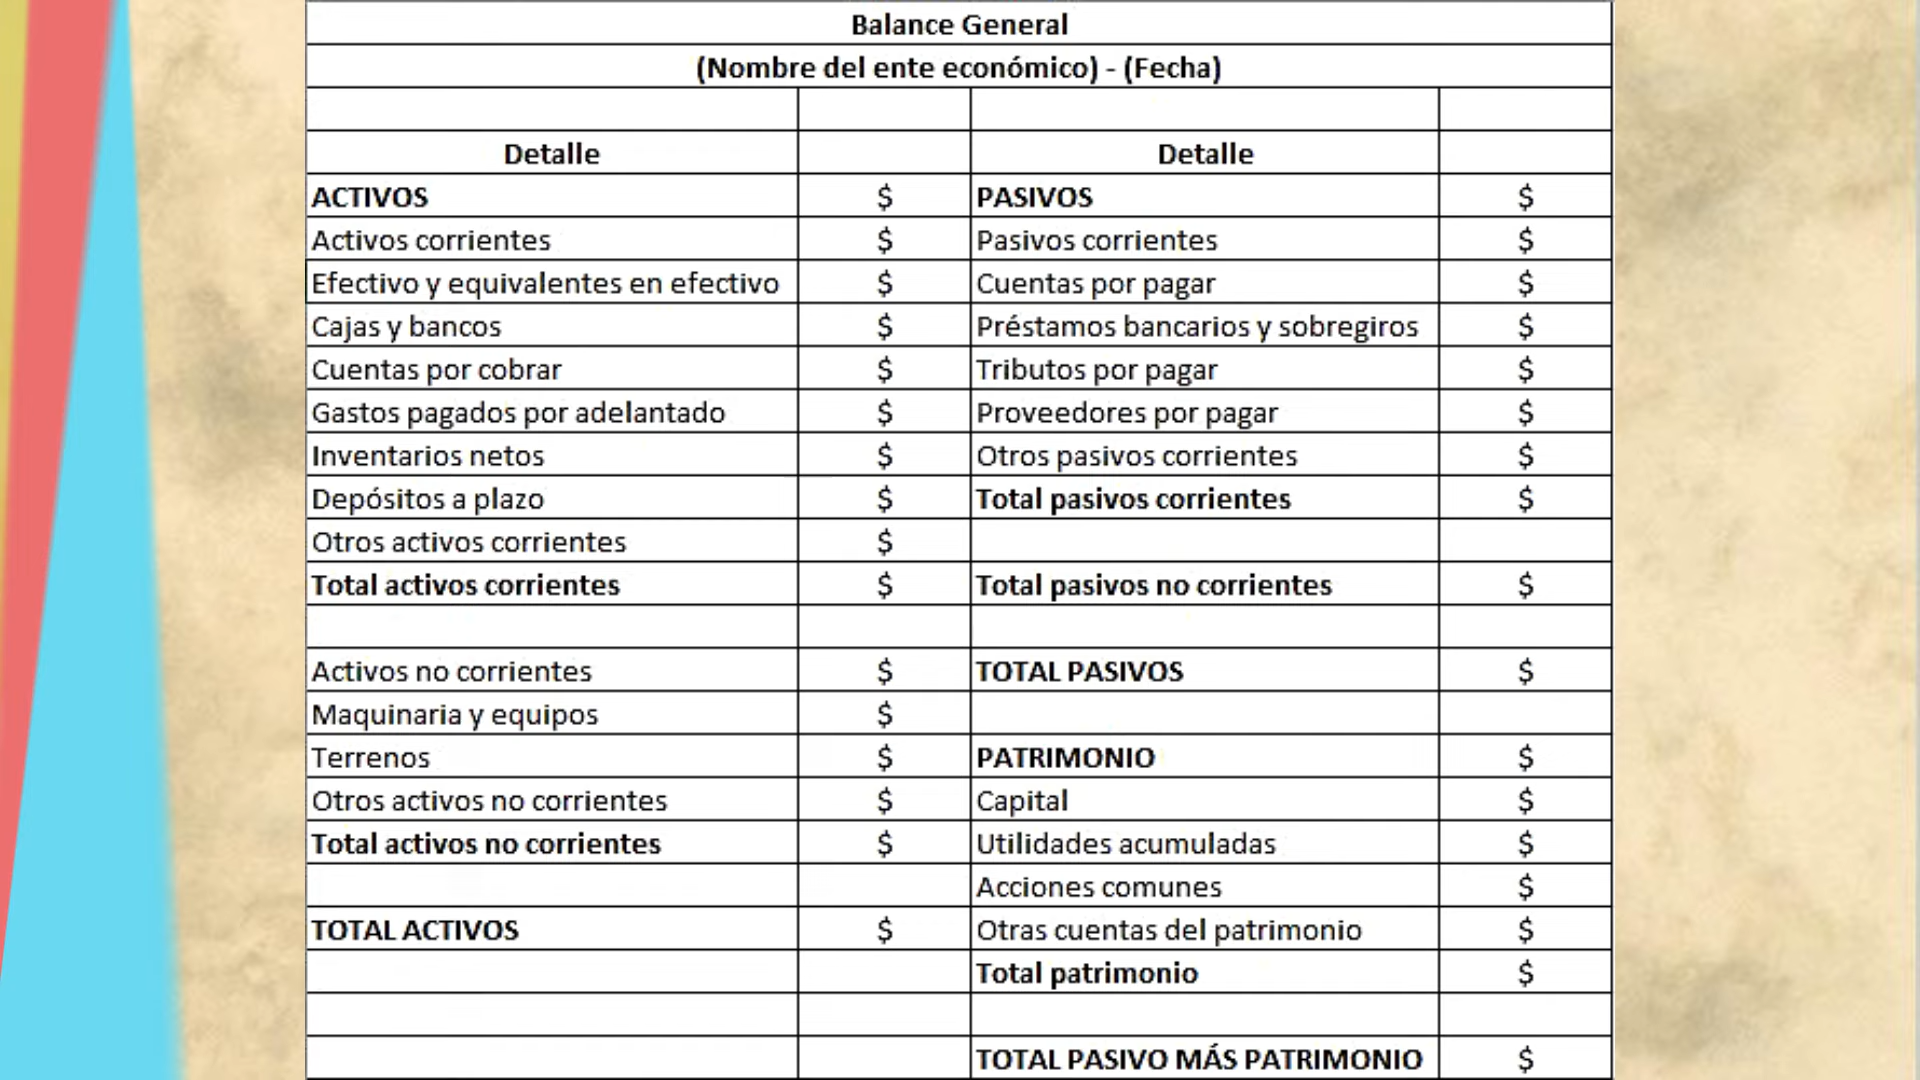 Balance General
(Nombre del ente económico) - (Fecha)
Detalle Detalle
ACTIVOS $ PASIVOS $
Activos corrientes $ Pasivos corrientes $
Efectivo y equivalentes en efectivo $ Cuentas por pagar $
Cajas y bancos $ Préstamos bancarios y sobregiros $
Cuentas por cobrar $ Tributos por pagar $
Gastos pagados por adelantado $ Proveedores por pagar $
Inventarios netos $ Otros pasivos corrientes $
Depósitos a plazo $ Total pasivos corrientes $
Otros activos corrientes $
Total activos corrientes $ Total pasivos no corrientes $
Activos no corrientes $ TOTAL PASIVOS $
Maquinaria y equipos $
Terrenos $ PATRIMONIO $
Otros activos no corrientes $ Capital $
Total activos no corrientes $ Utilidades acumuladas $
Acciones comunes $
TOTAL ACTIVOS $ Otras cuentas del patrimonio $
Total patrimonio $
TOTAL PASIVO MÁS PATRIMONIO $